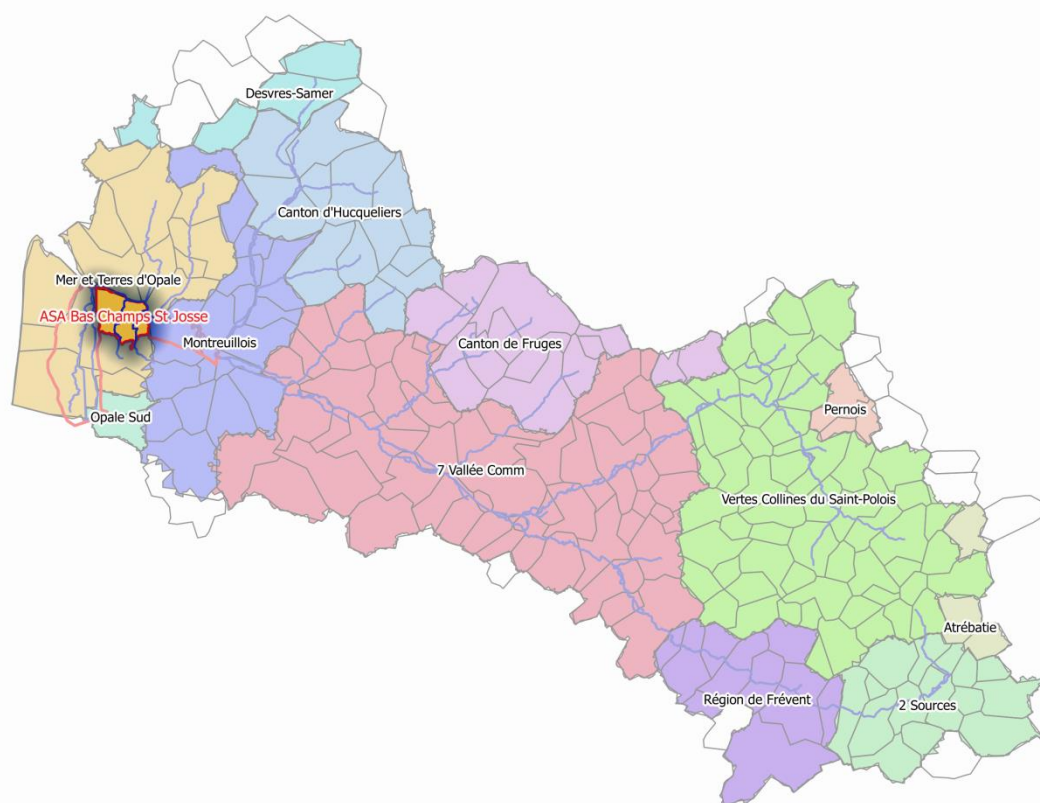 Desvres-Samer
Canton d'Hucqueliers
Mer et Terres d'Opale
ASA Bas Champs St Josse
Montreuillois
Canton de Fruges
Opale Sud
Pernois
7 Vallée Comm
Vertes Collines du Saint-Polois
Atrébatie
Région de Frévent
2 Sources